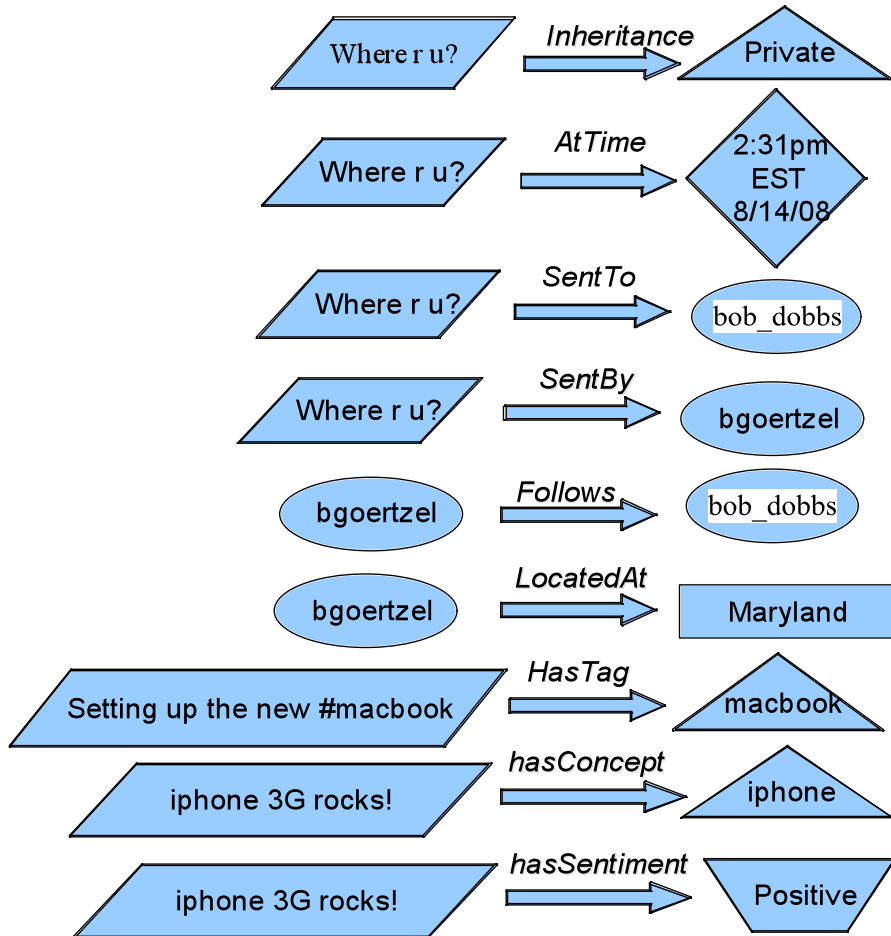 Where r u? Inheritance Private
Where r u? AtTime 2:31pm
EST
8/14/08
Where r u? SentTo bob_dobbs
Where r u? SentBy bgoertzel
bgoertzel Follows bob_dobbs
bgoertzel LocatedAt Maryland
Setting up the new #macbook HasTag macbook
iphone 3G rocks! hasConcept iphone
iphone 3G rocks! hasSentiment Positive